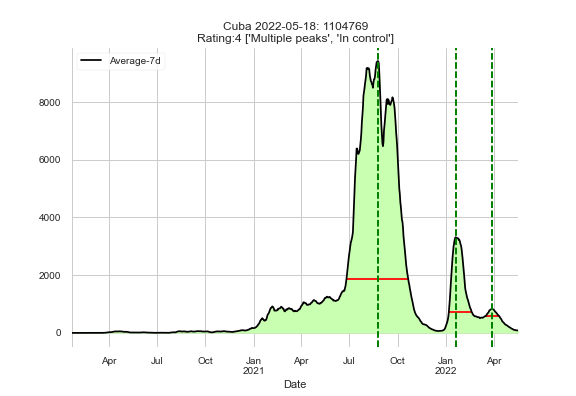 Cuba 2022-05-18: 1104769
Rating:4 ['Multiple peaks', 'In control']
Average-7d
8000
6000
4000
2000
0
Apr
Jul
Oct
Jan
2021
Jul
Apr
Oct
Jan
2022
Apr
Date